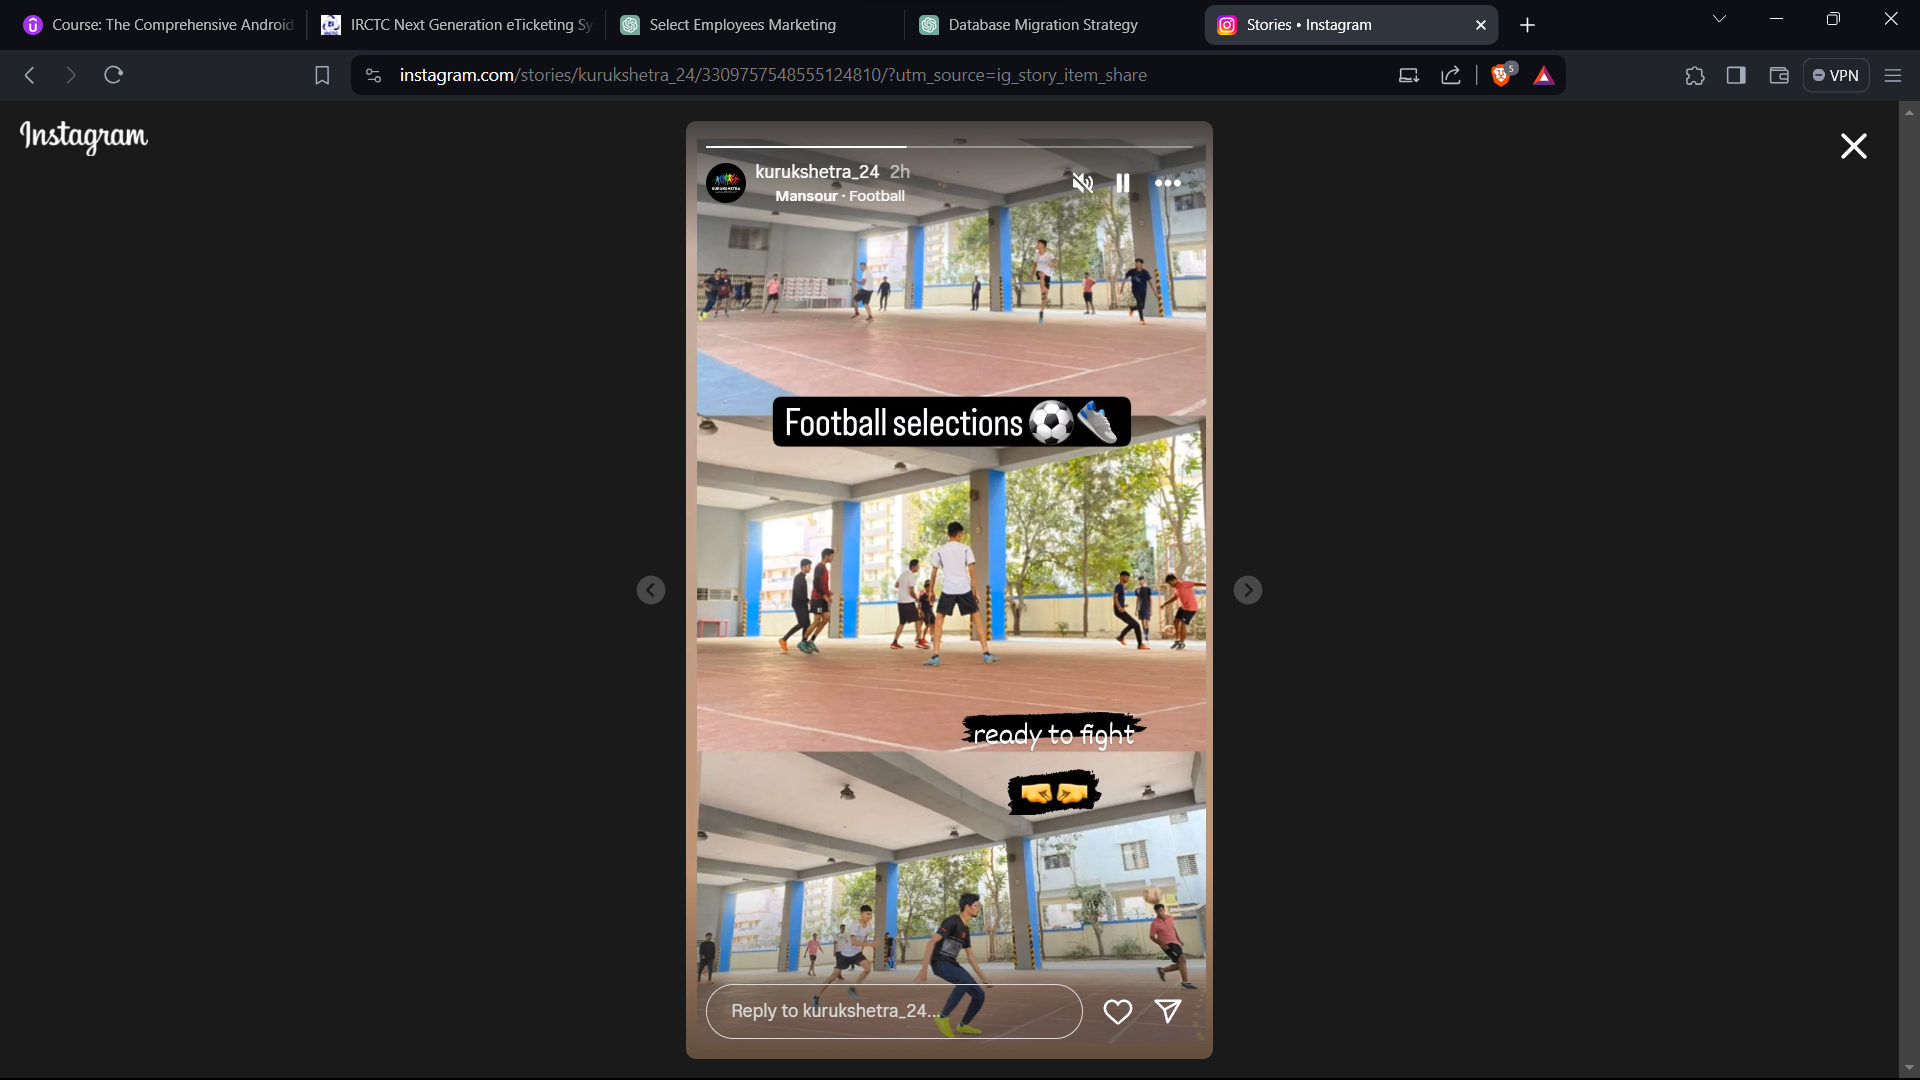 Course: The Comprehensive Android
IRCTC Next Generation eTicketing Sy
Select Employees Marketing
Database Migration Strategy
Stories • Instagram
instagram.com/stories/kurukshetra_24/3309757548555124810/?utm_source=ig_story_item_share
5
VPN
Instagram
kurukshetra_24 2h
Mansour · Football
KURUKSHETRA
Football selections ⚽👟
ready to fight
🤜🤛
Reply to kurukshetra_24...